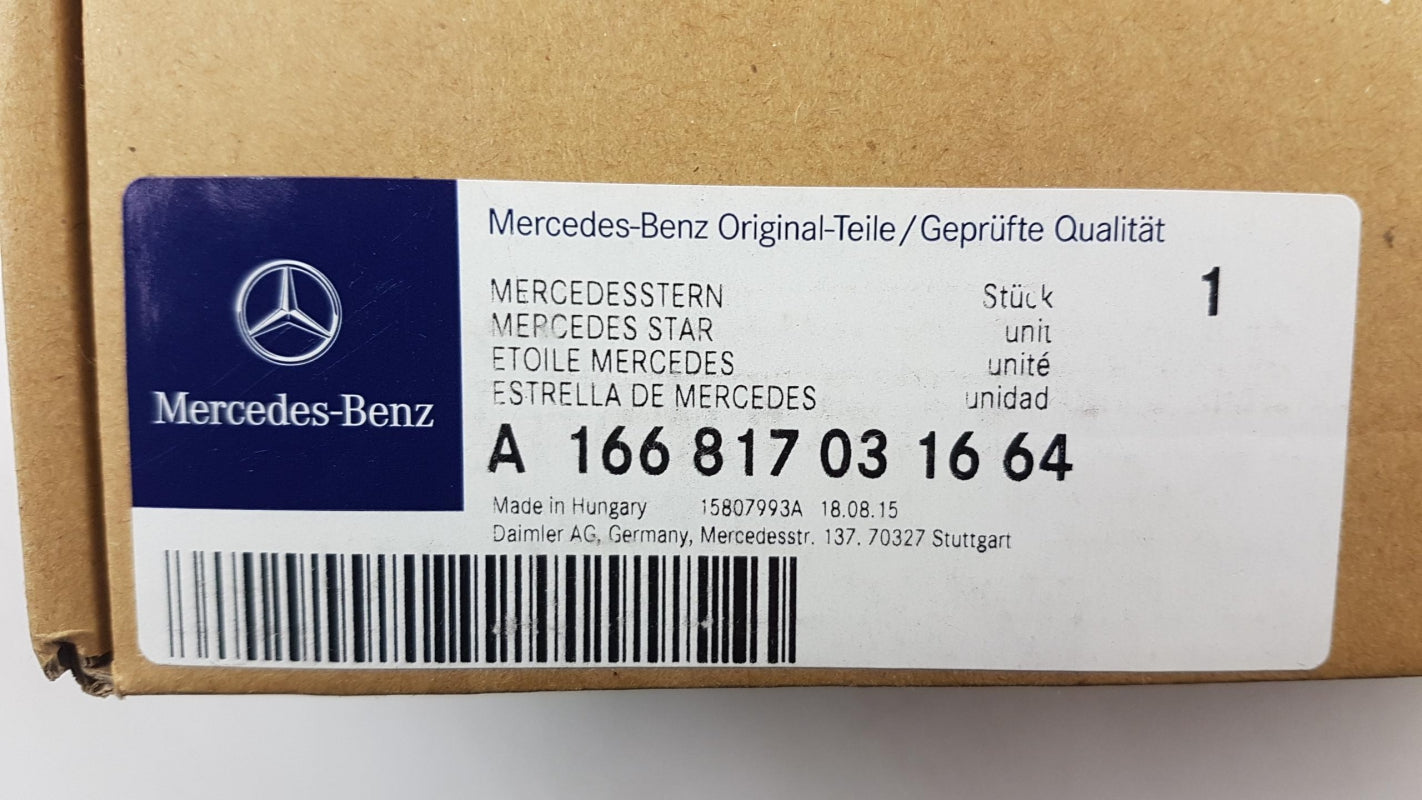 Mercedes-Benz
Mercedes-Benz Original-Teile/Geprüfte Qualität
MERCEDESSTERN Stück 1
MERCEDES STAR unit
ETOILE MERCEDES unité
ESTRELLA DE MERCEDES unidad
A 166 817 03 16 64
Made in Hungary 15807993A 18.08.15
Daimler AG, Germany, Mercedesstr. 137. 70327 Stuttgart